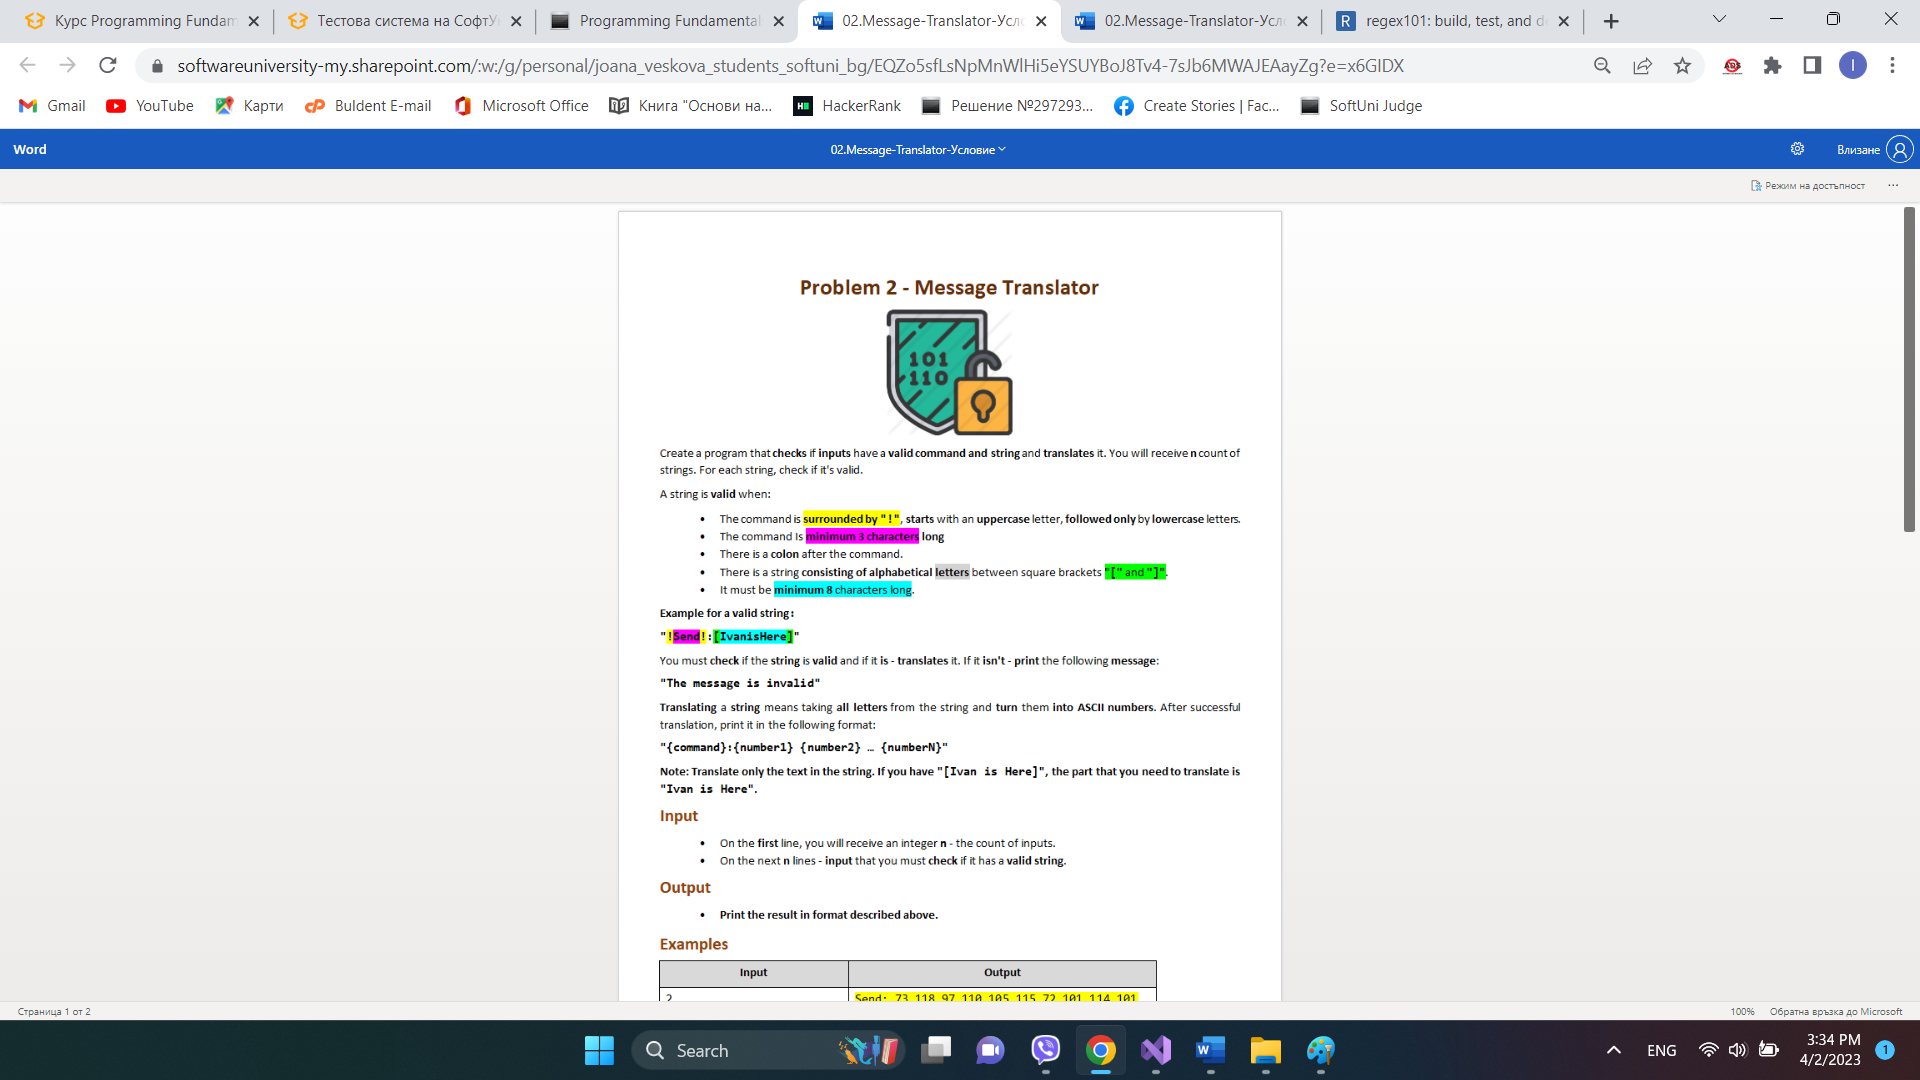 Курс Programming Fundam
Тестова система на СофтУ
Programming Fundamental
02.Message-Translator-Усло
02.Message-Translator-Усло
regex101: build, test, and de
softwareuniversity-my.sharepoint.com/:w:/g/personal/joana_veskova_students_softuni_bg/EQZo5sfLsNpMnWlHi5eYSUYBoJ8Tv4-7sJb6MWAJEAayZg?e=x6GIDX
ADS
I
Gmail
YouTube
Карти
Buldent E-mail
Microsoft Office
Книга "Основи на...
HackerRank
Решение №297293...
Create Stories | Fac...
SoftUni Judge
Word
02.Message-Translator-Условие
Влизане
Режим на достъпност
Problem 2 - Message Translator
101
110
Create a program that checks if inputs have a valid command and string and translates it. You will receive n count of
strings. For each string, check if it's valid.
A string is valid when:
• The command is surrounded by "!", starts with an uppercase letter, followed only by lowercase letters.
• The command Is minimum 3 characters long
• There is a colon after the command.
• There is a string consisting of alphabetical letters between square brackets "[" and "]".
• It must be minimum 8 characters long.
Example for a valid string:
"!Send!:[IvanisHere]"
You must check if the string is valid and if it is - translates it. If it isn't - print the following message:
"The message is invalid"
Translating a string means taking all letters from the string and turn them into ASCII numbers. After successful
translation, print it in the following format:
"{command}:{number1} {number2} … {numberN}"
Note: Translate only the text in the string. If you have "[Ivan is Here]", the part that you need to translate is
"Ivan is Here".
Input
• On the first line, you will receive an integer n - the count of inputs.
• On the next n lines - input that you must check if it has a valid string.
Output
• Print the result in format described above.
Examples
Input Output
2 Send: 73 118 97 110 105 115 72 101 114 101
Страница 1 от 2
100%
Обратна връзка до Microsoft
Search
ENG
3:34 PM
4/2/2023
1